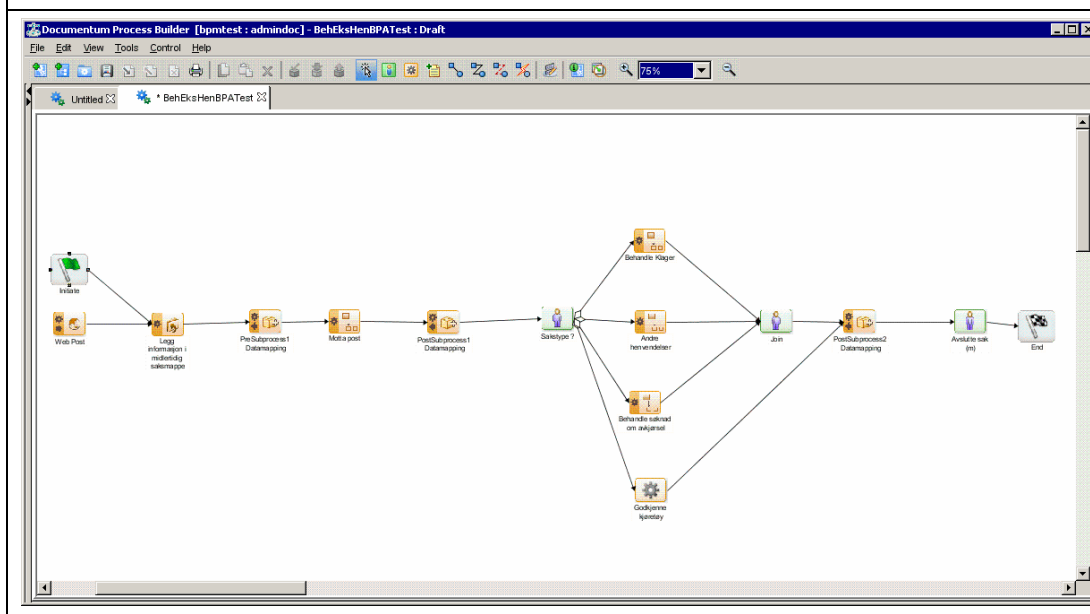 Documentum Process Builder [bpmtest : admindoc] - BehEksHenBPATest : Draft
File Edit View Tools Control Help
75%
Untitled
* BehEksHenBPATest
Behandle Klager
Initiate
Web Post
Legg
informasjon i
midlertidig
saksmappe
PreSubprocess1
Datamapping
Motta post
PostSubprocess1
Datamapping
Sakstype ?
Andre
henvendelser
Join
PostSubprocess2
Datamapping
Avslutte sak
(m)
End
Behandle søknad
om avkjørsel
Godkjenne
kjøretøy